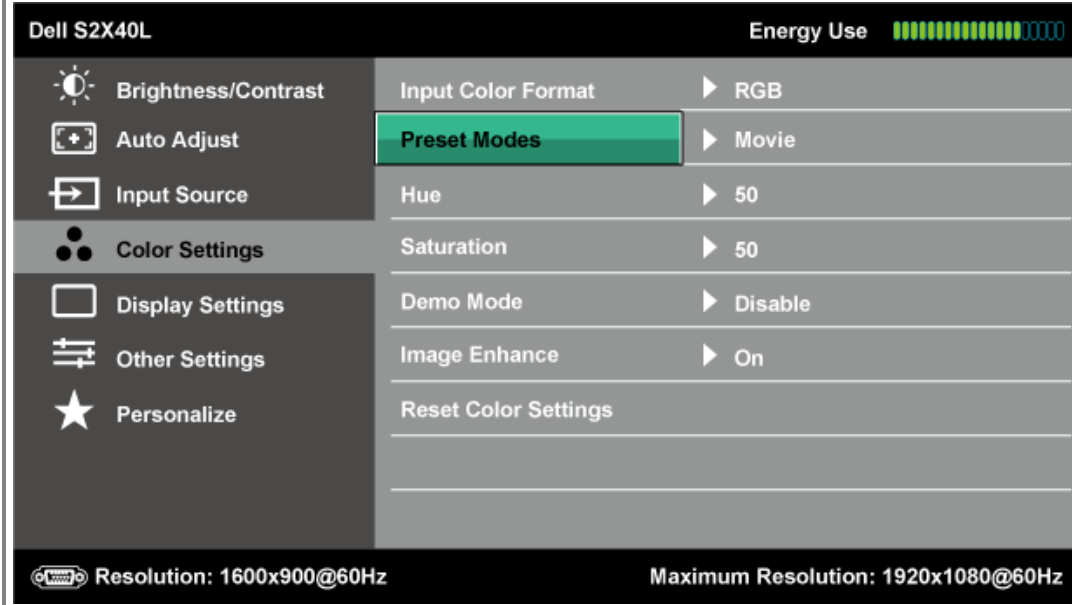 Dell S2X40L Energy Use
Brightness/Contrast
Auto Adjust
Input Source
Color Settings
Display Settings
Other Settings
Personalize
Input Color Format RGB
Preset Modes Movie
Hue 50
Saturation 50
Demo Mode Disable
Image Enhance On
Reset Color Settings
Resolution: 1600x900@60Hz Maximum Resolution: 1920x1080@60Hz